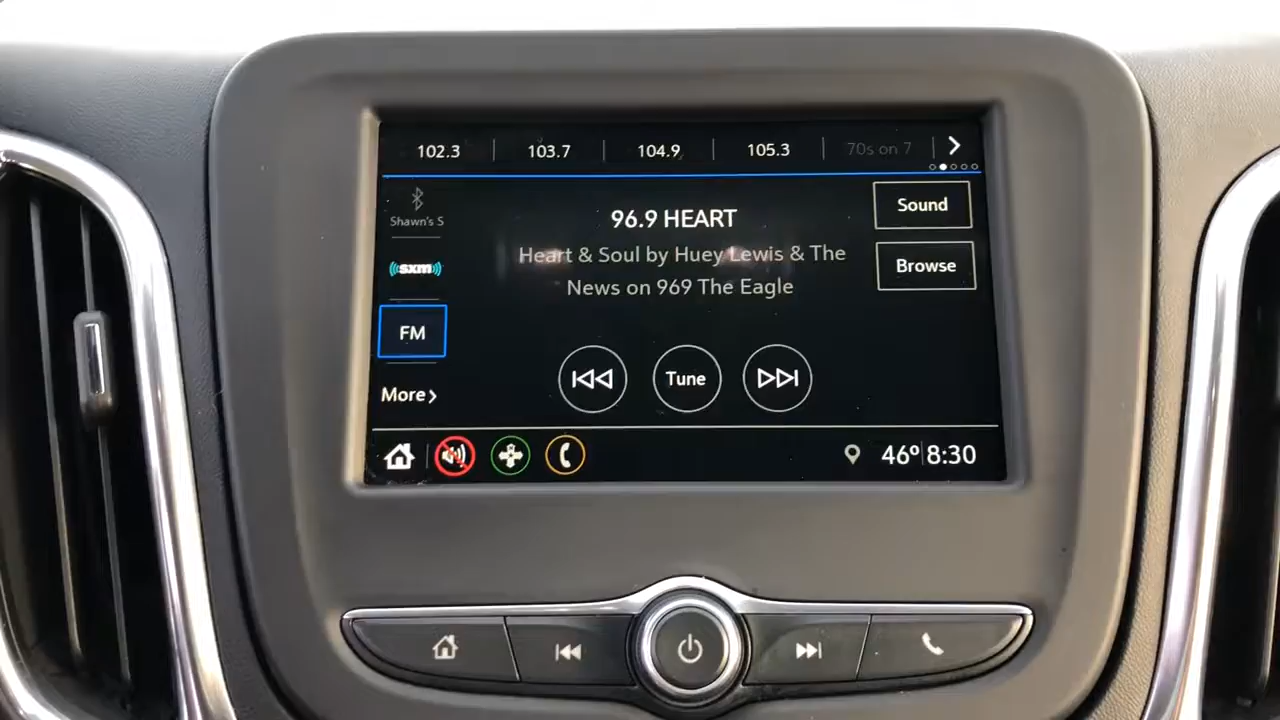 102.3 103.7 104.9 105.3 70s on 7
Shawn's S
sxm
FM
More
96.9 HEART
Heart & Soul by Huey Lewis & The
News on 969 The Eagle
Tune
Sound
Browse
46° 8:30